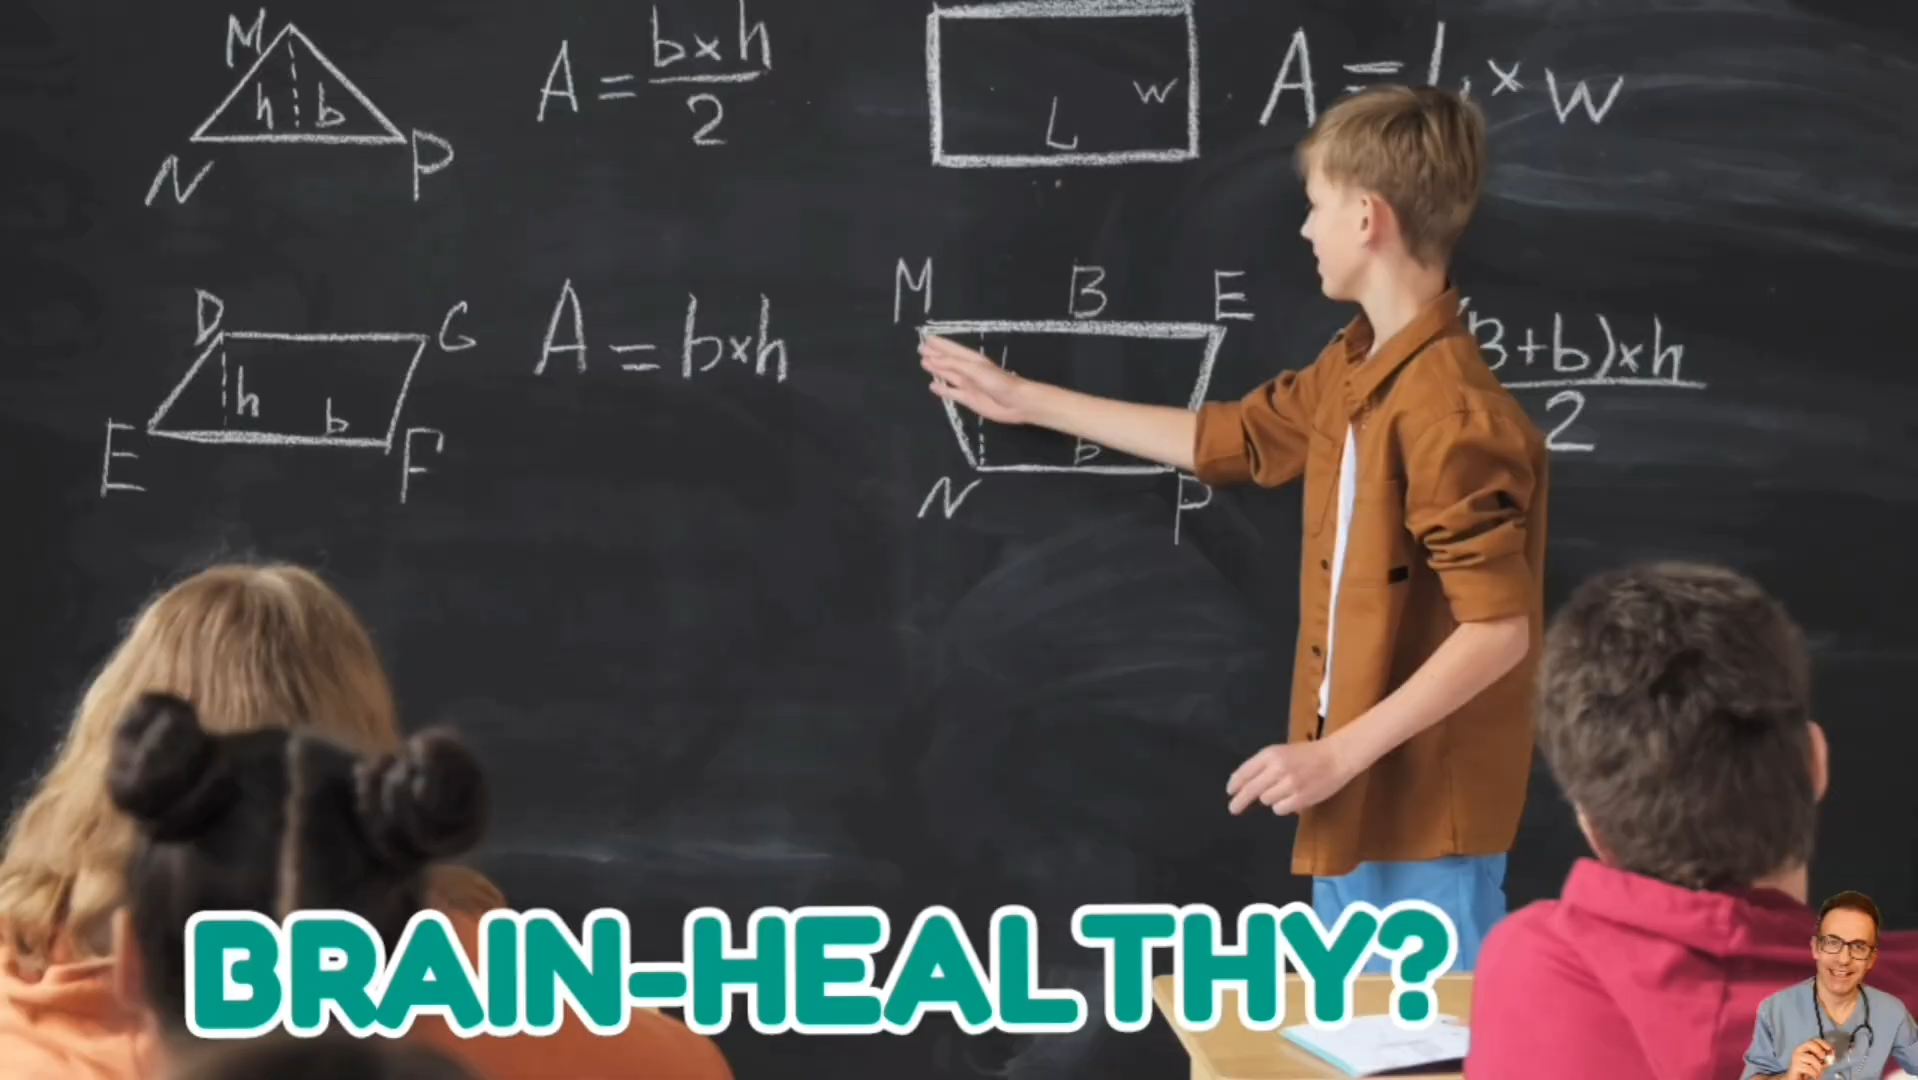 M
h b
N P
A = b×h
2
L
W
A = L × W
D G
h b
E F
A = b×h
M B E
b
N P
B+b)×h
2
BRAIN-HEALTHY?